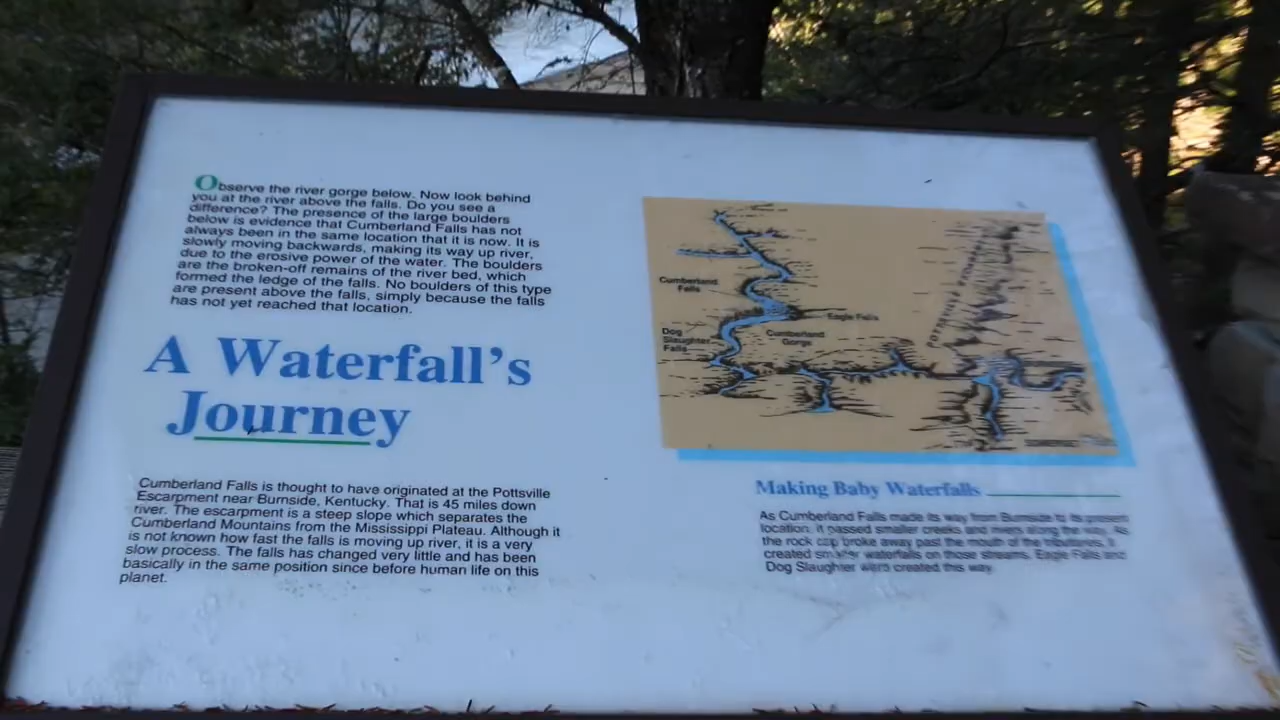 Observe the river gorge below. Now look behind
you at the river above the falls. Do you see a
difference? The presence of the large boulders
below is evidence that Cumberland Falls has not
always been in the same location that it is now. It is
slowly moving backwards, making its way up river,
due to the erosive power of the water. The boulders
are the broken-off remains of the river bed, which
formed the ledge of the falls. No boulders of this type
are present above the falls, simply because the falls
has not yet reached that location.
A Waterfall's
Journey
Cumberland Falls is thought to have originated at the Pottsville
Escarpment near Burnside, Kentucky. That is 45 miles down
river. The escarpment is a steep slope which separates the
Cumberland Mountains from the Mississippi Plateau. Although it
is not known how fast the falls is moving up river, it is a very
slow process. The falls has changed very little and has been
basically in the same position since before human life on this
planet.
Cumberland
Falls
Eagle Falls
Dog
Slaughter
Falls
Cumberland
Gorge
Making Baby Waterfalls
As Cumberland Falls made its way from Burnside to its present
location, it passed smaller creeks and rivers along the way. As
the rock cap broke away past the mouth of the tributaries, it
created smaller waterfalls on those streams. Eagle Falls and
Dog Slaughter were created this way.